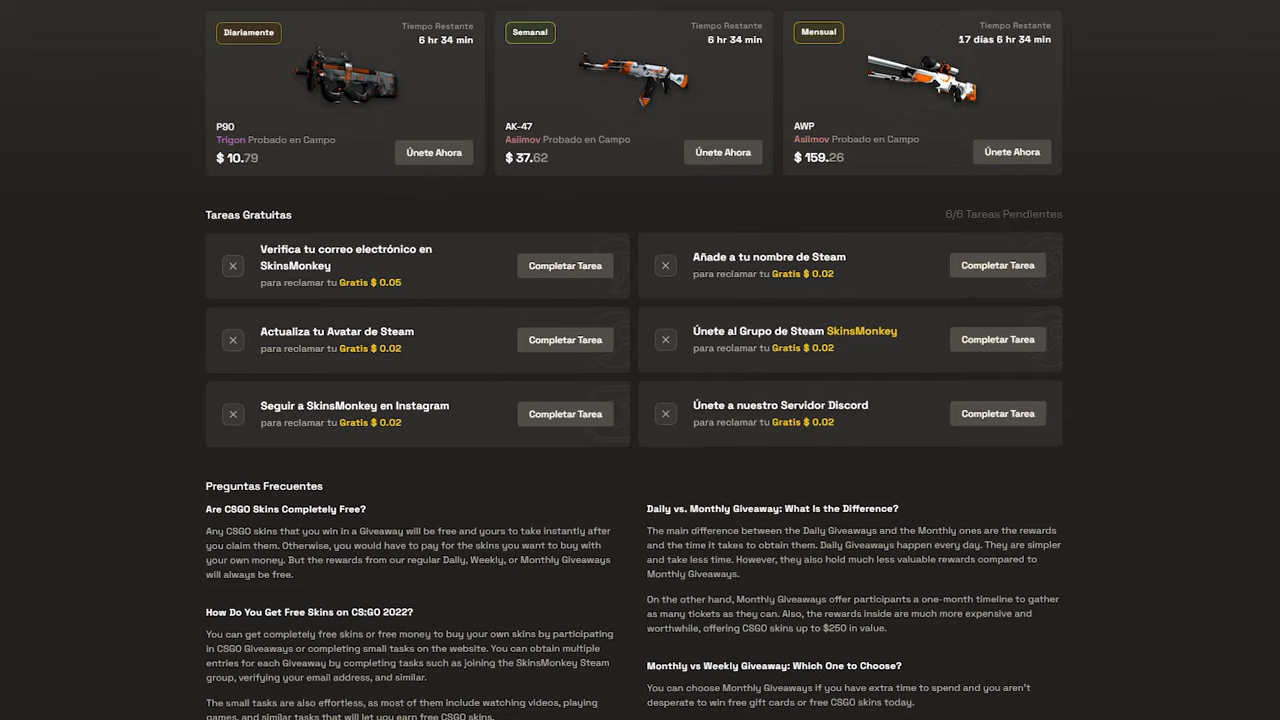 Diariamente
Tiempo Restante
6 hr 34 min
P90
Trigon Probado en Campo
$ 10.79
Únete Ahora
Semanal
Tiempo Restante
6 hr 34 min
AK-47
Asiimov Probado en Campo
$ 37.62
Únete Ahora
Mensual
Tiempo Restante
17 días 6 hr 34 min
AWP
Asiimov Probado en Campo
$ 159.26
Únete Ahora
Tareas Gratuitas
6/6 Tareas Pendientes
Verifica tu correo electrónico en
SkinsMonkey
para reclamar tu Gratis $ 0.05
Completar Tarea
Añade a tu nombre de Steam
para reclamar tu Gratis $ 0.02
Completar Tarea
Actualiza tu Avatar de Steam
para reclamar tu Gratis $ 0.02
Completar Tarea
Únete al Grupo de Steam SkinsMonkey
para reclamar tu Gratis $ 0.02
Completar Tarea
Seguir a SkinsMonkey en Instagram
para reclamar tu Gratis $ 0.02
Completar Tarea
Únete a nuestro Servidor Discord
para reclamar tu Gratis $ 0.02
Completar Tarea
Preguntas Frecuentes
Are CSGO Skins Completely Free?
Any CSGO skins that you win in a Giveaway will be free and yours to take instantly after
you claim them. Otherwise, you would have to pay for the skins you want to buy with
your own money. But the rewards from our regular Daily, Weekly, or Monthly Giveaways
will always be free.
How Do You Get Free Skins on CS:GO 2022?
You can get completely free skins or free money to buy your own skins by participating
in CSGO Giveaways or completing small tasks on the website. You can obtain multiple
entries for each Giveaway by completing tasks such as joining the SkinsMonkey Steam
group, verifying your email address, and similar.
The small tasks are also effortless, as most of them include watching videos, playing
games, and similar tasks that will let you earn free CSGO skins.
Daily vs. Monthly Giveaway: What Is the Difference?
The main difference between the Daily Giveaways and the Monthly ones are the rewards
and the time it takes to obtain them. Daily Giveaways happen every day. They are simpler
and take less time. However, they also hold much less valuable rewards compared to
Monthly Giveaways.
On the other hand, Monthly Giveaways offer participants a one-month timeline to gather
as many tickets as they can. Also, the rewards inside are much more expensive and
worthwhile, offering CSGO skins up to $250 in value.
Monthly vs Weekly Giveaway: Which One to Choose?
You can choose Monthly Giveaways if you have extra time to spend and you aren't
desperate to win free gift cards or free CSGO skins today.